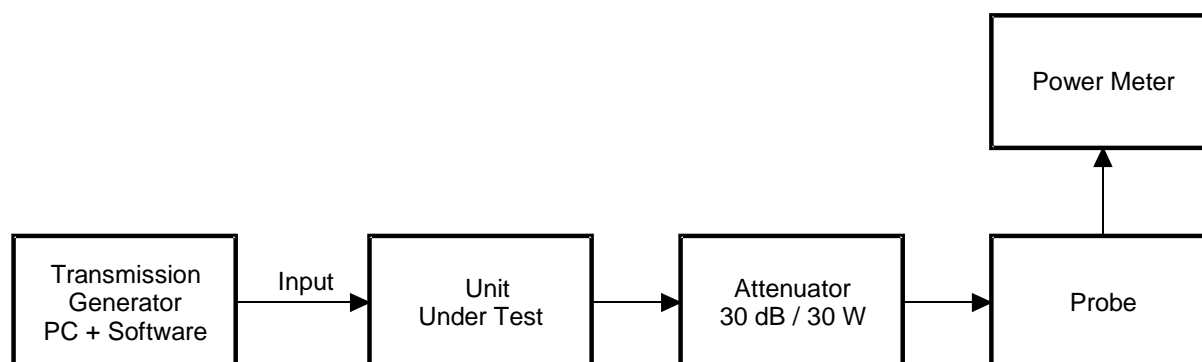 Power Meter
Transmission
Generator
PC + Software
Input
Unit
Under Test
Attenuator
30 dB / 30 W
Probe